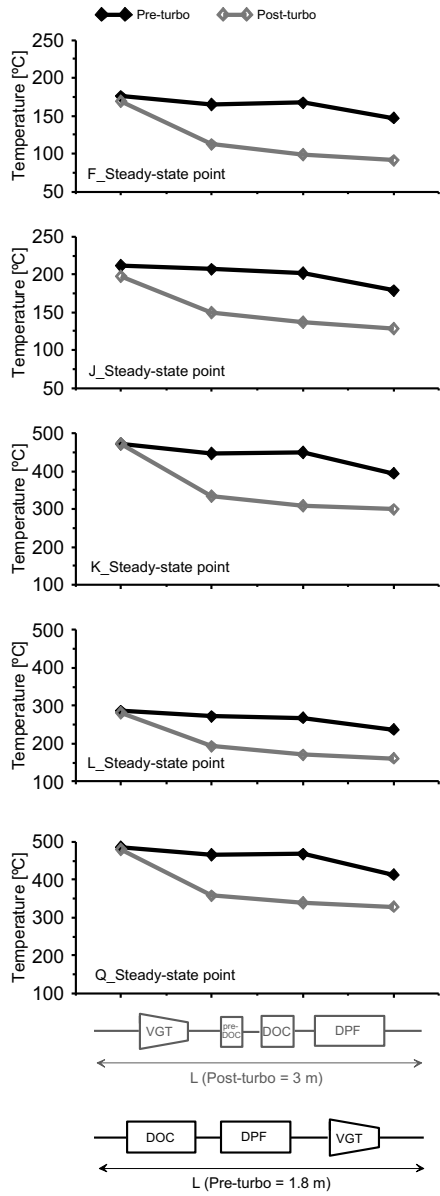 Pre-turbo Post-turbo
250
200
150
100
50
Temperature [ºC]
F_Steady-state point
250
200
150
100
50
Temperature [ºC]
J_Steady-state point
500
400
300
200
100
Temperature [ºC]
K_Steady-state point
500
400
300
200
100
Temperature [ºC]
L_Steady-state point
500
400
300
200
100
Temperature [ºC]
Q_Steady-state point
VGT pre-DOC DOC DPF
L (Post-turbo = 3 m)
DOC DPF VGT
L (Pre-turbo = 1.8 m)